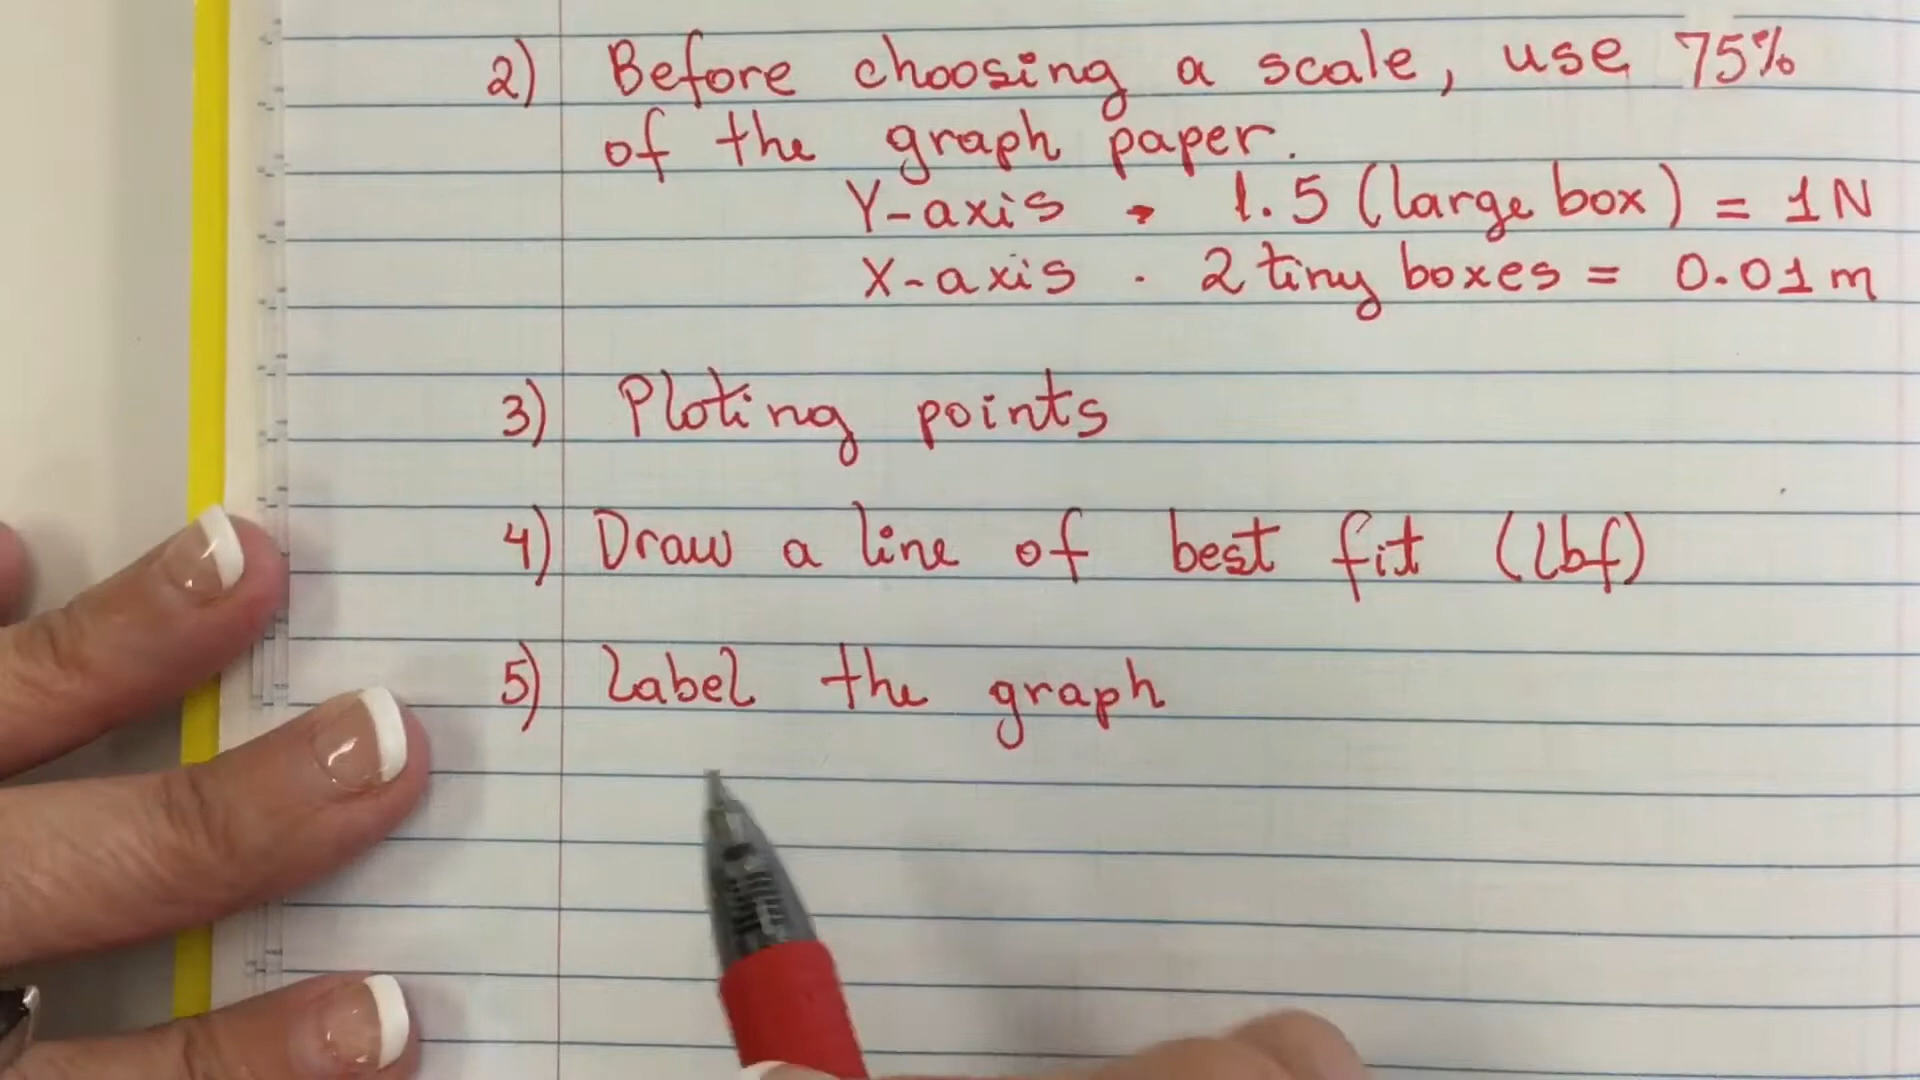 2) Before choosing a scale, use 75%
of the graph paper.
Y-axis → 1.5 (large box) = 1N
X-axis . 2 tiny boxes = 0.01m
3) Ploting points
4) Draw a line of best fit (lbf)
5) Label the graph